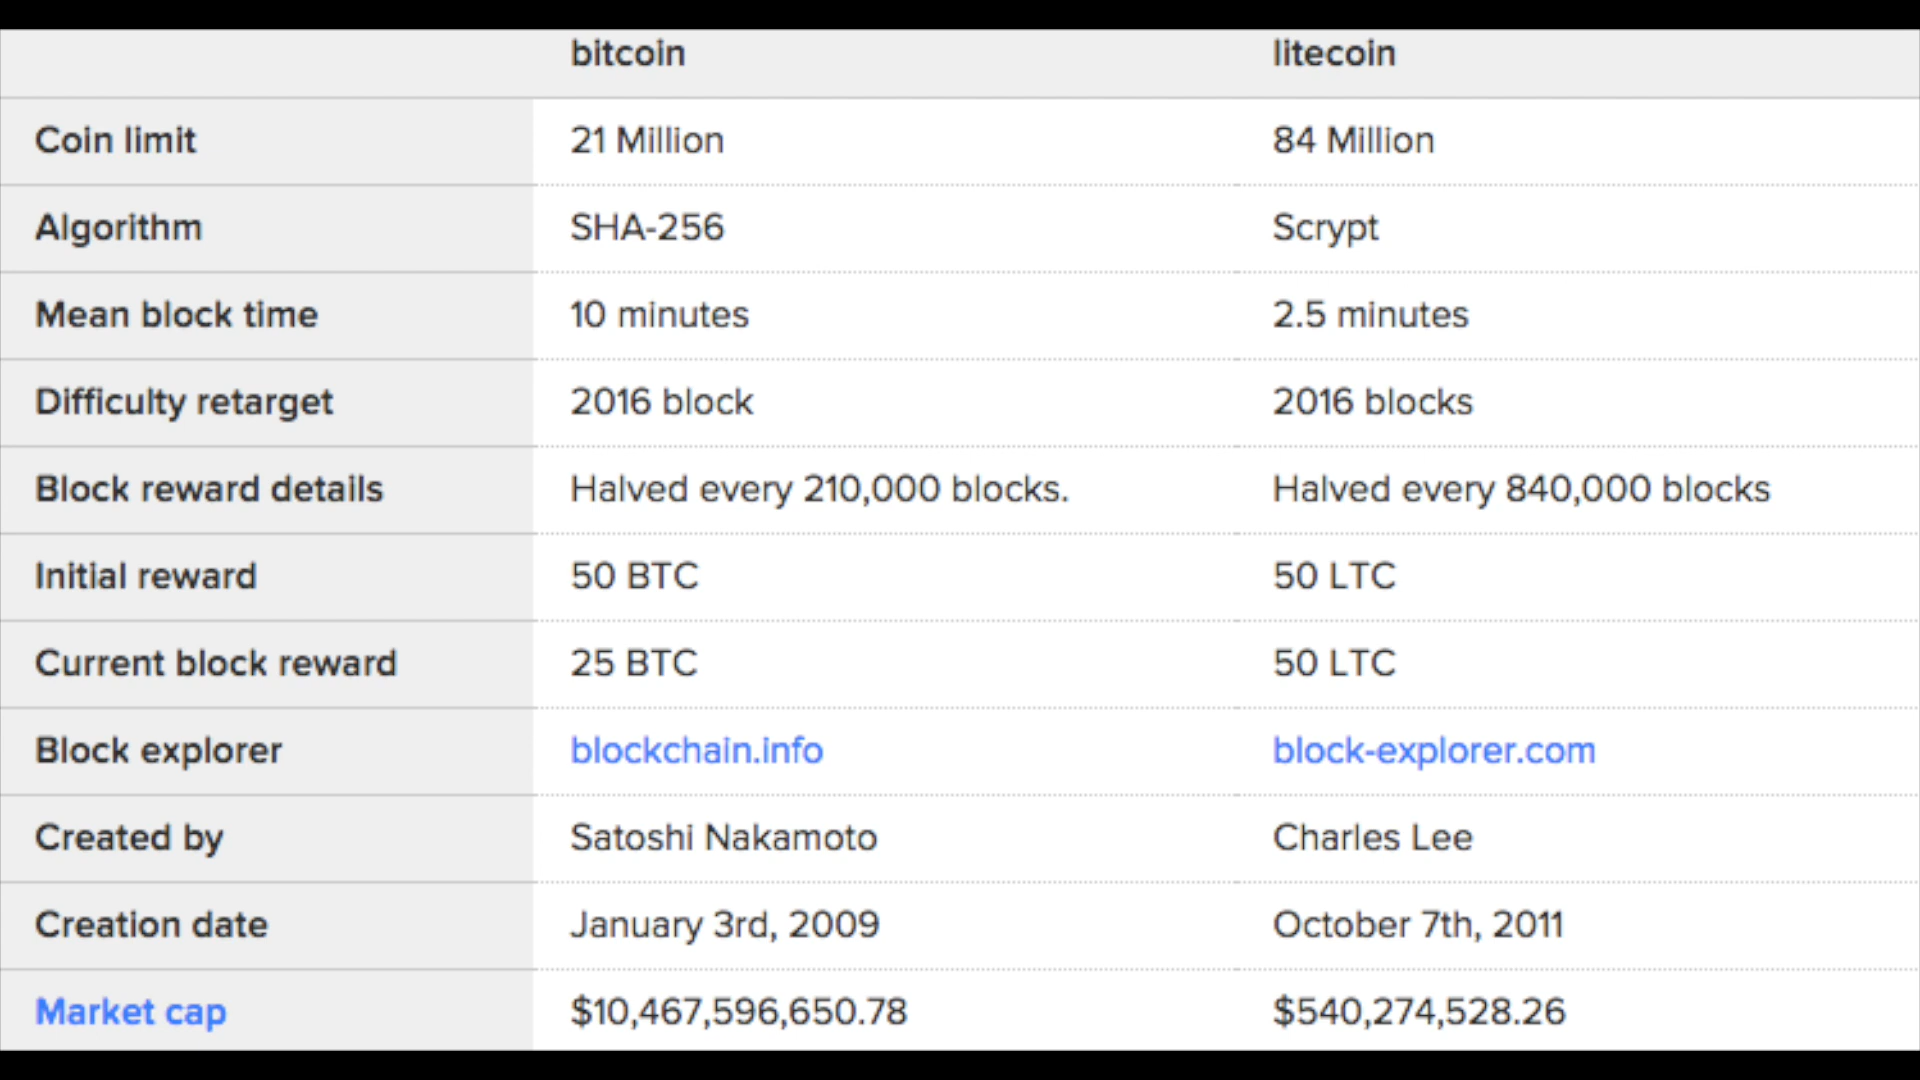 bitcoin litecoin
Coin limit 21 Million 84 Million
Algorithm SHA-256 Scrypt
Mean block time 10 minutes 2.5 minutes
Difficulty retarget 2016 block 2016 blocks
Block reward details Halved every 210,000 blocks. Halved every 840,000 blocks
Initial reward 50 BTC 50 LTC
Current block reward 25 BTC 50 LTC
Block explorer blockchain.info block-explorer.com
Created by Satoshi Nakamoto Charles Lee
Creation date January 3rd, 2009 October 7th, 2011
Market cap $10,467,596,650.78 $540,274,528.26